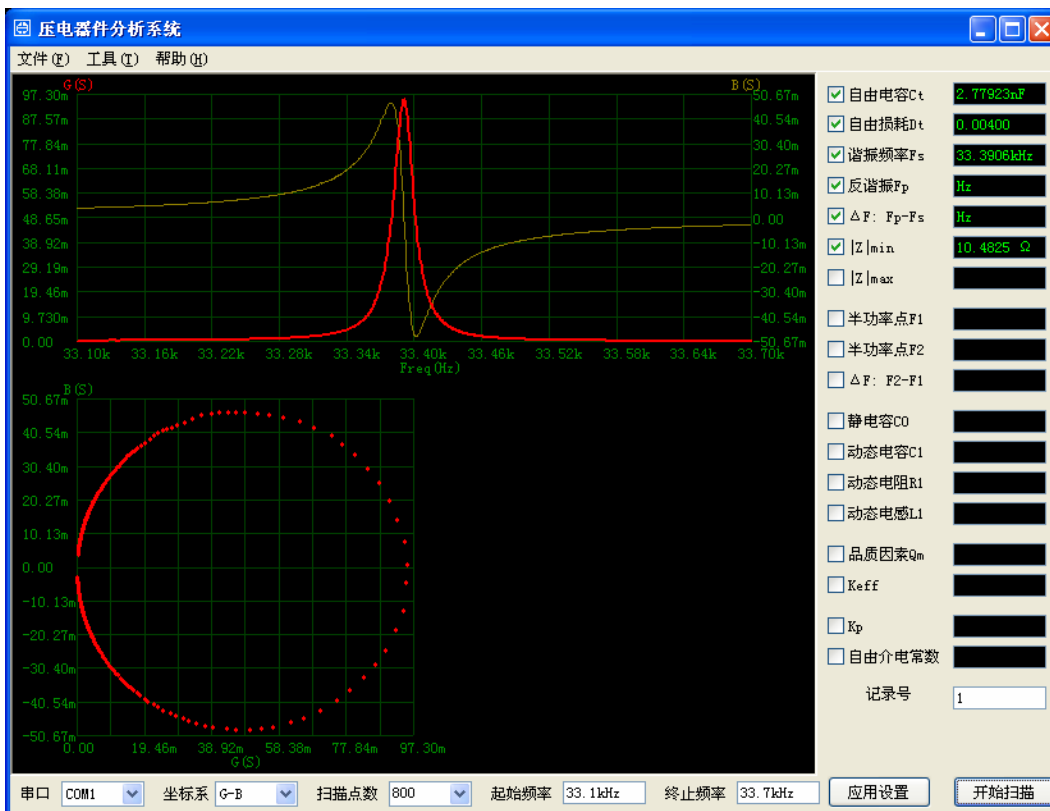 压电器件分析系统
文件(F) 工具(T) 帮助(H)
G(S)
B(S)
97.30m
87.57m
77.84m
68.11m
58.38m
48.65m
38.92m
29.19m
19.46m
9.730m
0.00
50.67m
40.54m
30.40m
20.27m
10.13m
0.00
-10.13m
-20.27m
-30.40m
-40.54m
-50.67m
33.10k 33.16k 33.22k 33.28k 33.34k 33.40k 33.46k 33.52k 33.58k 33.64k 33.70k
Freq(Hz)
B(S)
50.67m
40.54m
30.40m
20.27m
10.13m
0.00
-10.13m
-20.27m
-30.40m
-40.54m
-50.67m
0.00 19.46m 38.92m 58.38m 77.84m 97.30m
G(S)
自由电容Ct 2.77923nF
自由损耗Dt 0.00400
谐振频率Fs 33.3906kHz
反谐振Fp Hz
ΔF: Fp-Fs Hz
|Z|min 10.4825 Ω
|Z|max
半功率点F1
半功率点F2
ΔF: F2-F1
静电容C0
动态电容C1
动态电阻R1
动态电感L1
品质因素Qm
Keff
Kp
自由介电常数
记录号 1
串口 COM1 坐标系 G-B 扫描点数 800 起始频率 33.1kHz 终止频率 33.7kHz 应用设置 开始扫描